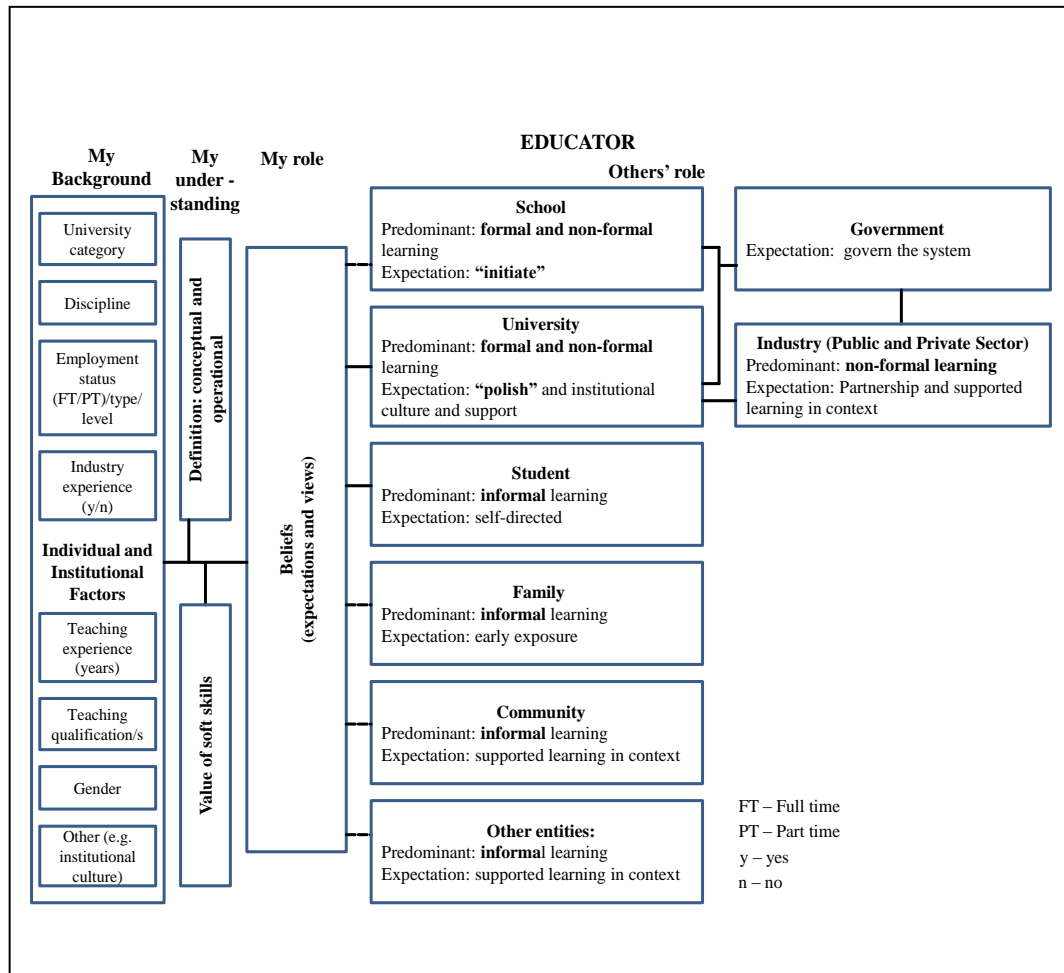 EDUCATOR
My
Background
My
under -
standing
My role
Others’ role
University
category
Discipline
Employment
status
(FT/PT)/type/
level
Industry
experience
(y/n)
Individual and
Institutional
Factors
Teaching
experience
(years)
Teaching
qualification/s
Gender
Other (e.g.
institutional
culture)
Definition: conceptual and
operational
Value of soft skills
Beliefs
(expectations and views)
School
Predominant: formal and non-formal
learning
Expectation: “initiate”
University
Predominant: formal and non-formal
learning
Expectation: “polish” and institutional
culture and support
Student
Predominant: informal learning
Expectation: self-directed
Family
Predominant: informal learning
Expectation: early exposure
Community
Predominant: informal learning
Expectation: supported learning in context
Other entities:
Predominant: informal learning
Expectation: supported learning in context
Government
Expectation:  govern the system
Industry (Public and Private Sector)
Predominant: non-formal learning
Expectation: Partnership and supported
learning in context
FT – Full time
PT – Part time
y – yes
n – no